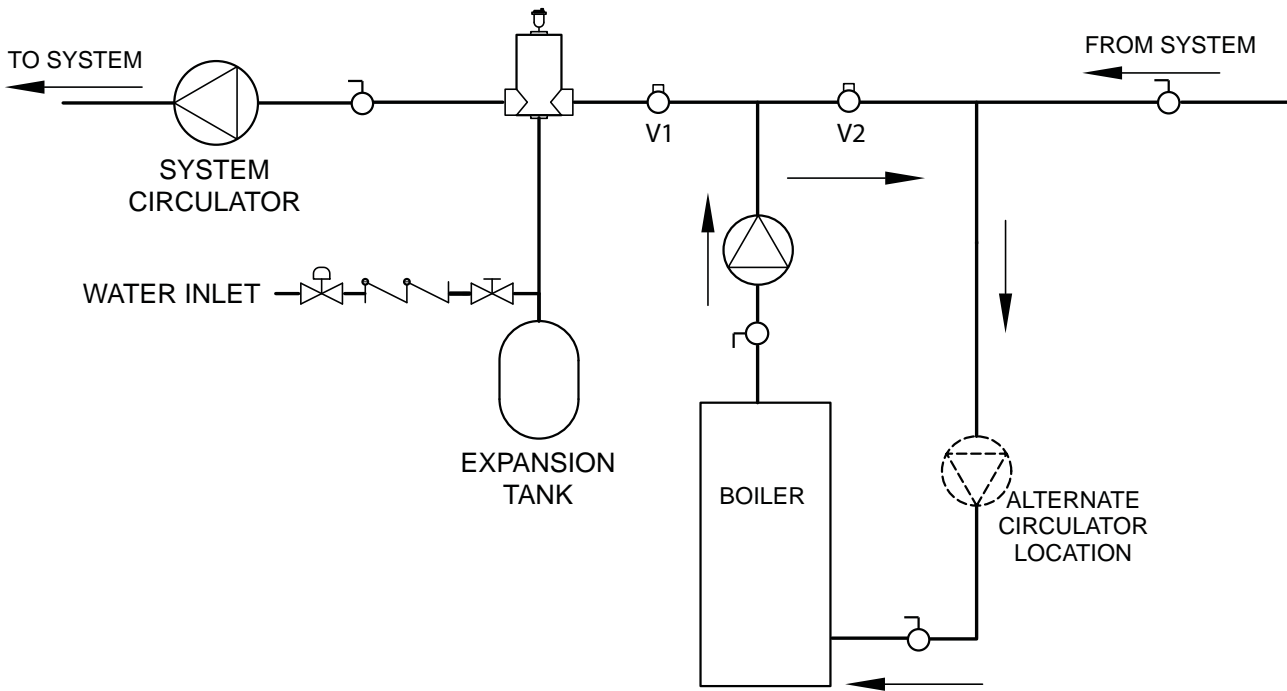 TO SYSTEM
FROM SYSTEM
V1
V2
SYSTEM
CIRCULATOR
WATER INLET
EXPANSION
TANK
BOILER
ALTERNATE
CIRCULATOR
LOCATION